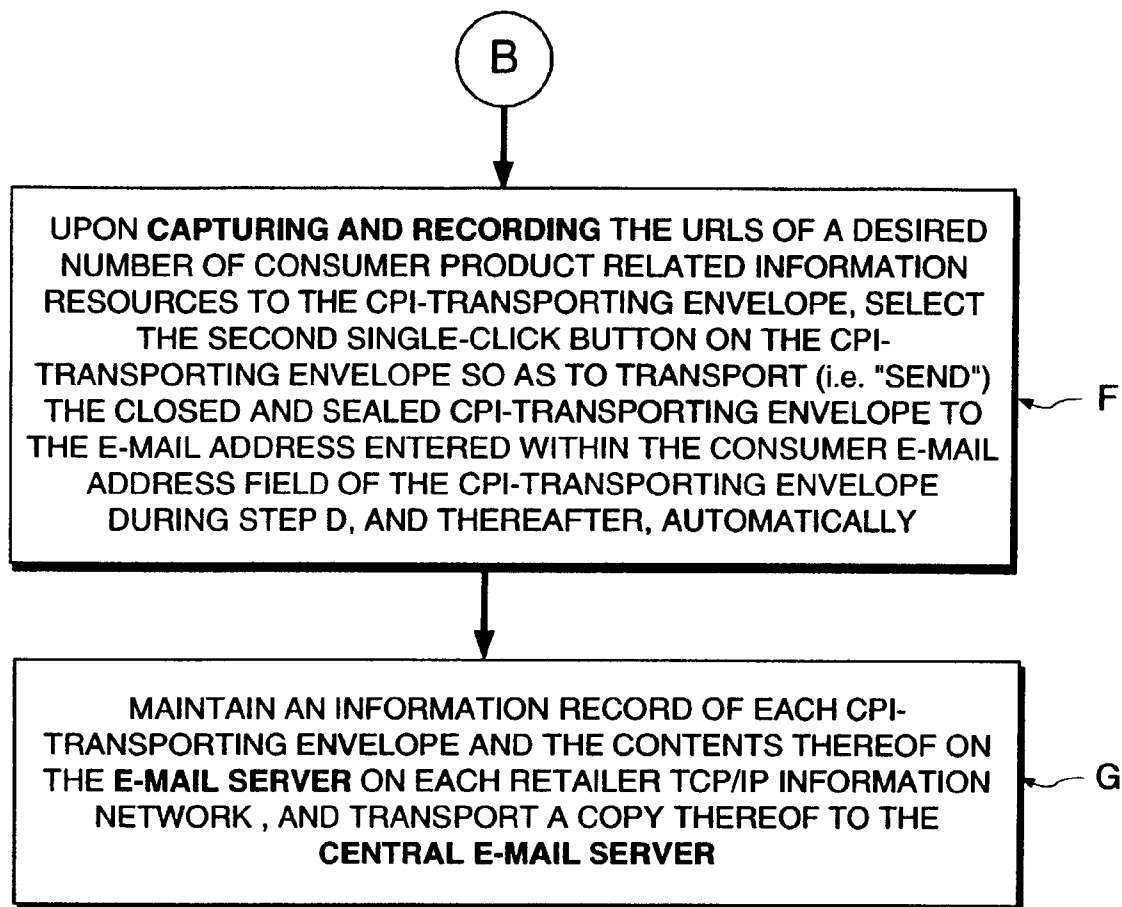 B
UPON CAPTURING AND RECORDING THE URLS OF A DESIRED
NUMBER OF CONSUMER PRODUCT RELATED INFORMATION
RESOURCES TO THE CPI-TRANSPORTING ENVELOPE, SELECT
THE SECOND SINGLE-CLICK BUTTON ON THE CPI-
TRANSPORTING ENVELOPE SO AS TO TRANSPORT (i.e. "SEND")
THE CLOSED AND SEALED CPI-TRANSPORTING ENVELOPE TO
THE E-MAIL ADDRESS ENTERED WITHIN THE CONSUMER E-MAIL
ADDRESS FIELD OF THE CPI-TRANSPORTING ENVELOPE
DURING STEP D, AND THEREAFTER, AUTOMATICALLY
F
MAINTAIN AN INFORMATION RECORD OF EACH CPI-
TRANSPORTING ENVELOPE AND THE CONTENTS THEREOF ON
THE E-MAIL SERVER ON EACH RETAILER TCP/IP INFORMATION
NETWORK , AND TRANSPORT A COPY THEREOF TO THE
CENTRAL E-MAIL SERVER
G